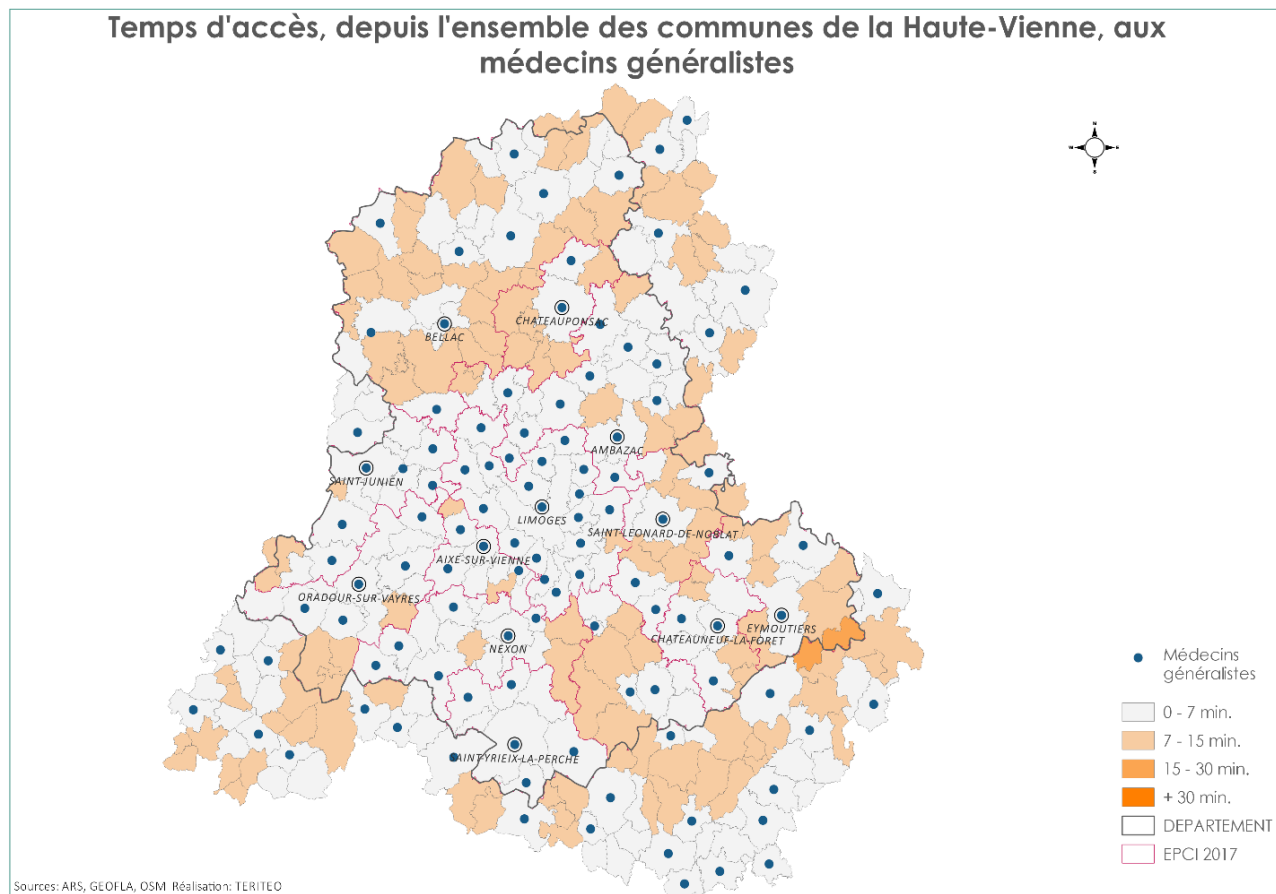 Temps d'accès, depuis l'ensemble des communes de la Haute-Vienne, aux
médecins généralistes
CHATEAUPONSAC
BELLAC
AMBAZAC
SAINT-JUNIEN
LIMOGES
SAINT-LEONARD-DE-NOBLAT
AIXE-SUR-VIENNE
ORADOUR-SUR-VAYRES
EYMOUTIERS
CHATEAUNEUF-LA-FORET
NEXON
SAINT-YRIEIX-LA-PERCHE
Médecins
généralistes
0 - 7 min.
7 - 15 min.
15 - 30 min.
+ 30 min.
DEPARTEMENT
EPCI 2017
Sources: ARS, GEOFLA, OSM Réalisation: TERITEO